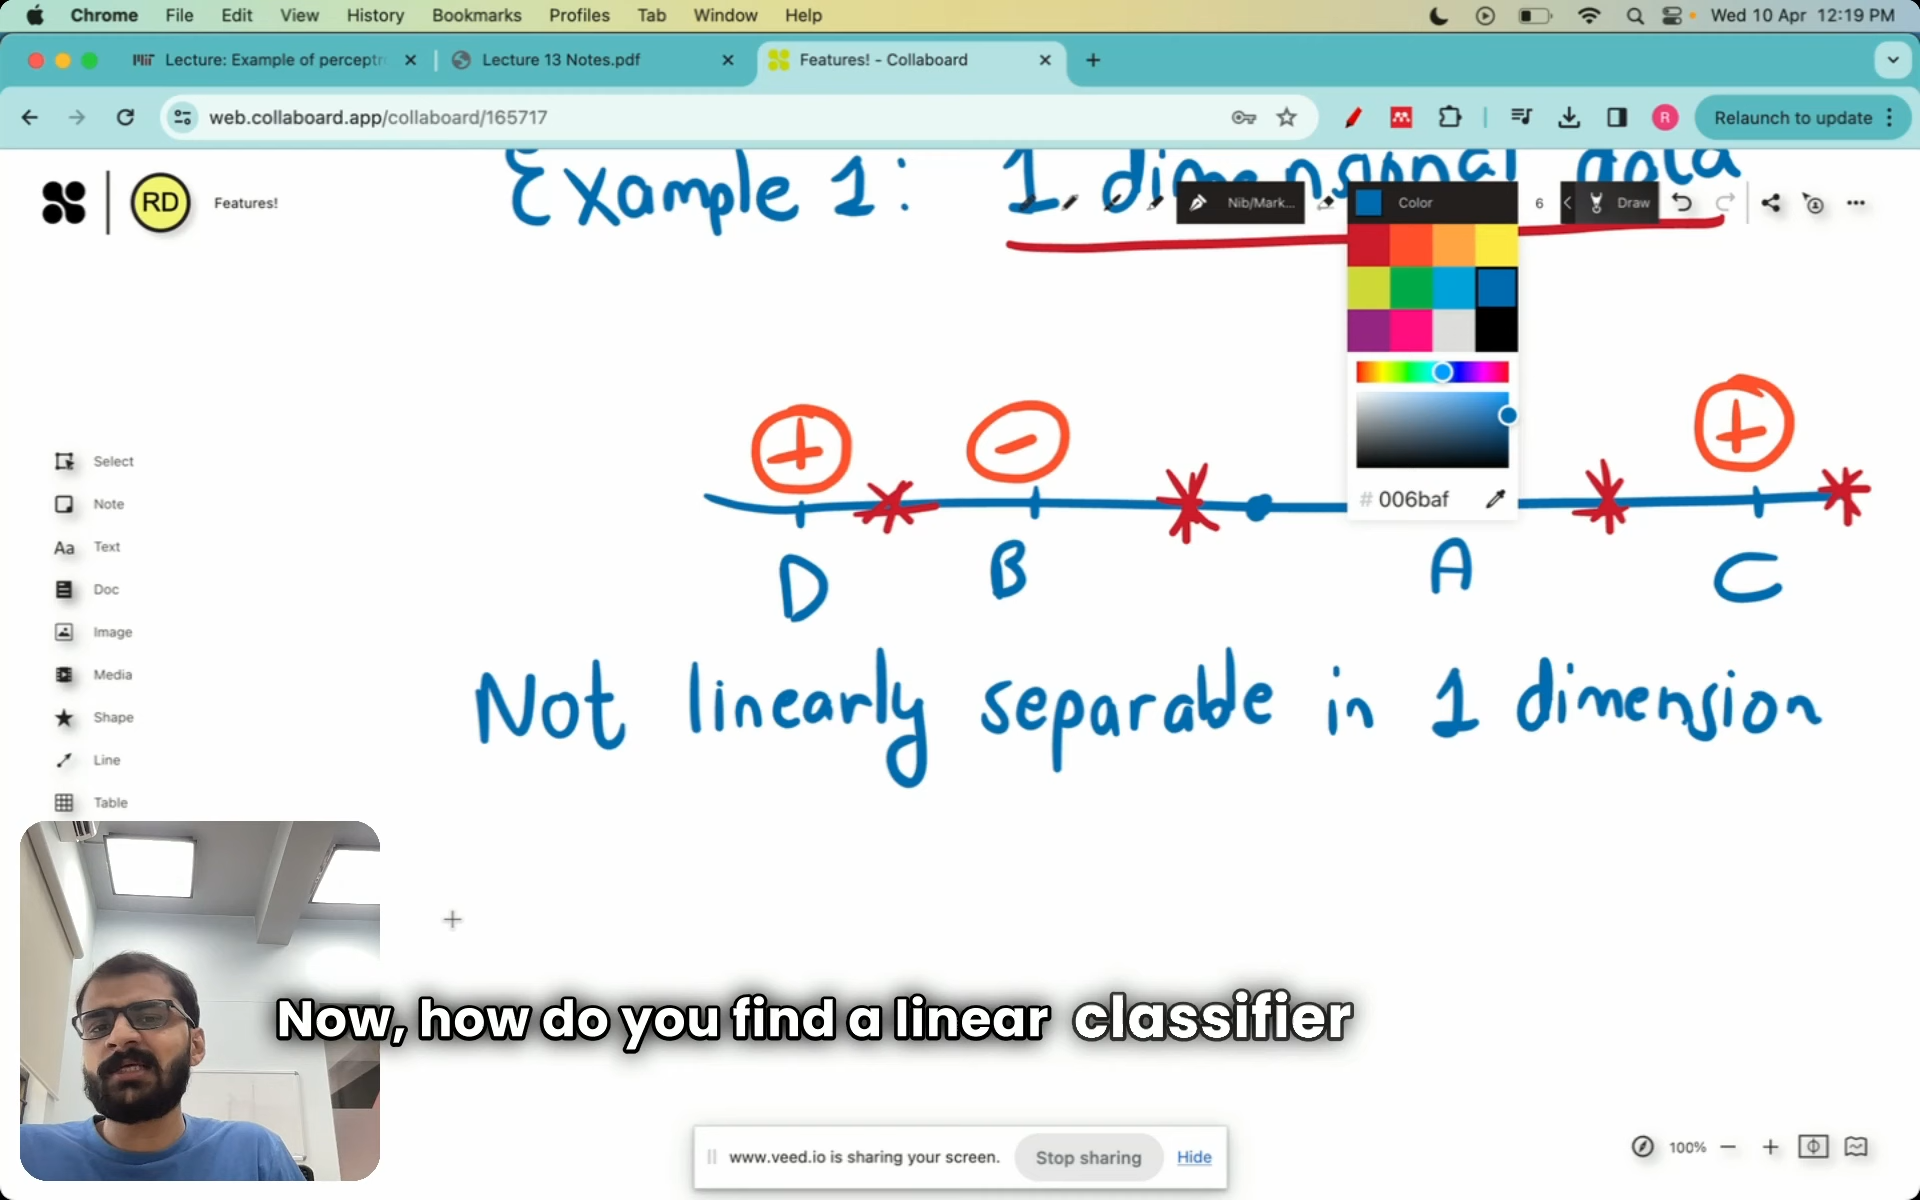 Chrome File Edit View History Bookmarks Profiles Tab Window Help Wed 10 Apr 12:19 PM
Lecture: Example of perceptr Lecture 13 Notes.pdf Features! - Collaboard
web.collaboard.app/collaboard/165717 R Relaunch to update
Example 1: 1 dimensional data
RD Features! Nib/Mark... Color 6 Draw
+ - +
Select
# 006baf
Note
Text
D B A C
Doc
Image
Media
Not linearly separable in 1 dimension
Shape
Line
Table
Now, how do you find a linear classifier
www.veed.io is sharing your screen. Stop sharing Hide
100%